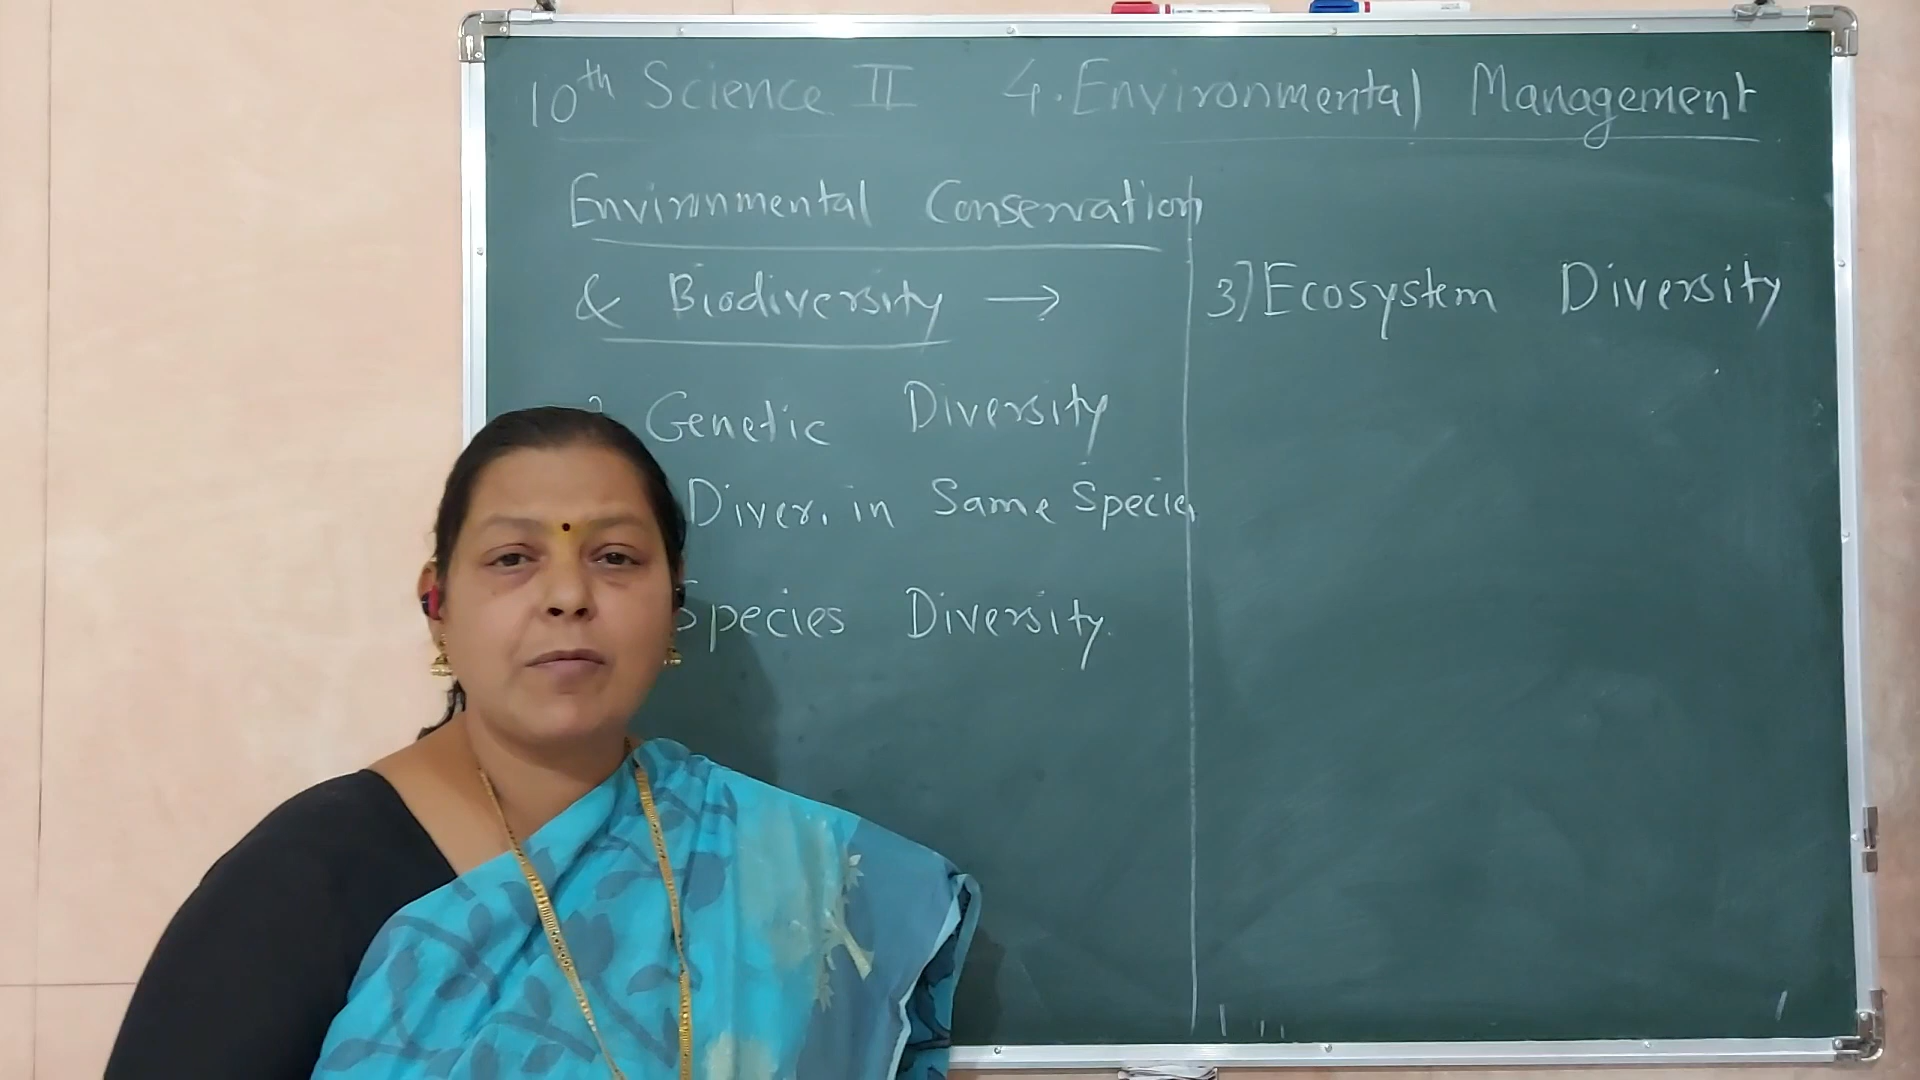 10th Science II 4. Environmental Management
Environmental Conservation
& Biodiversity →
Genetic Diversity
Diver. in Same Species
Species Diversity.
3] Ecosystem Diversity